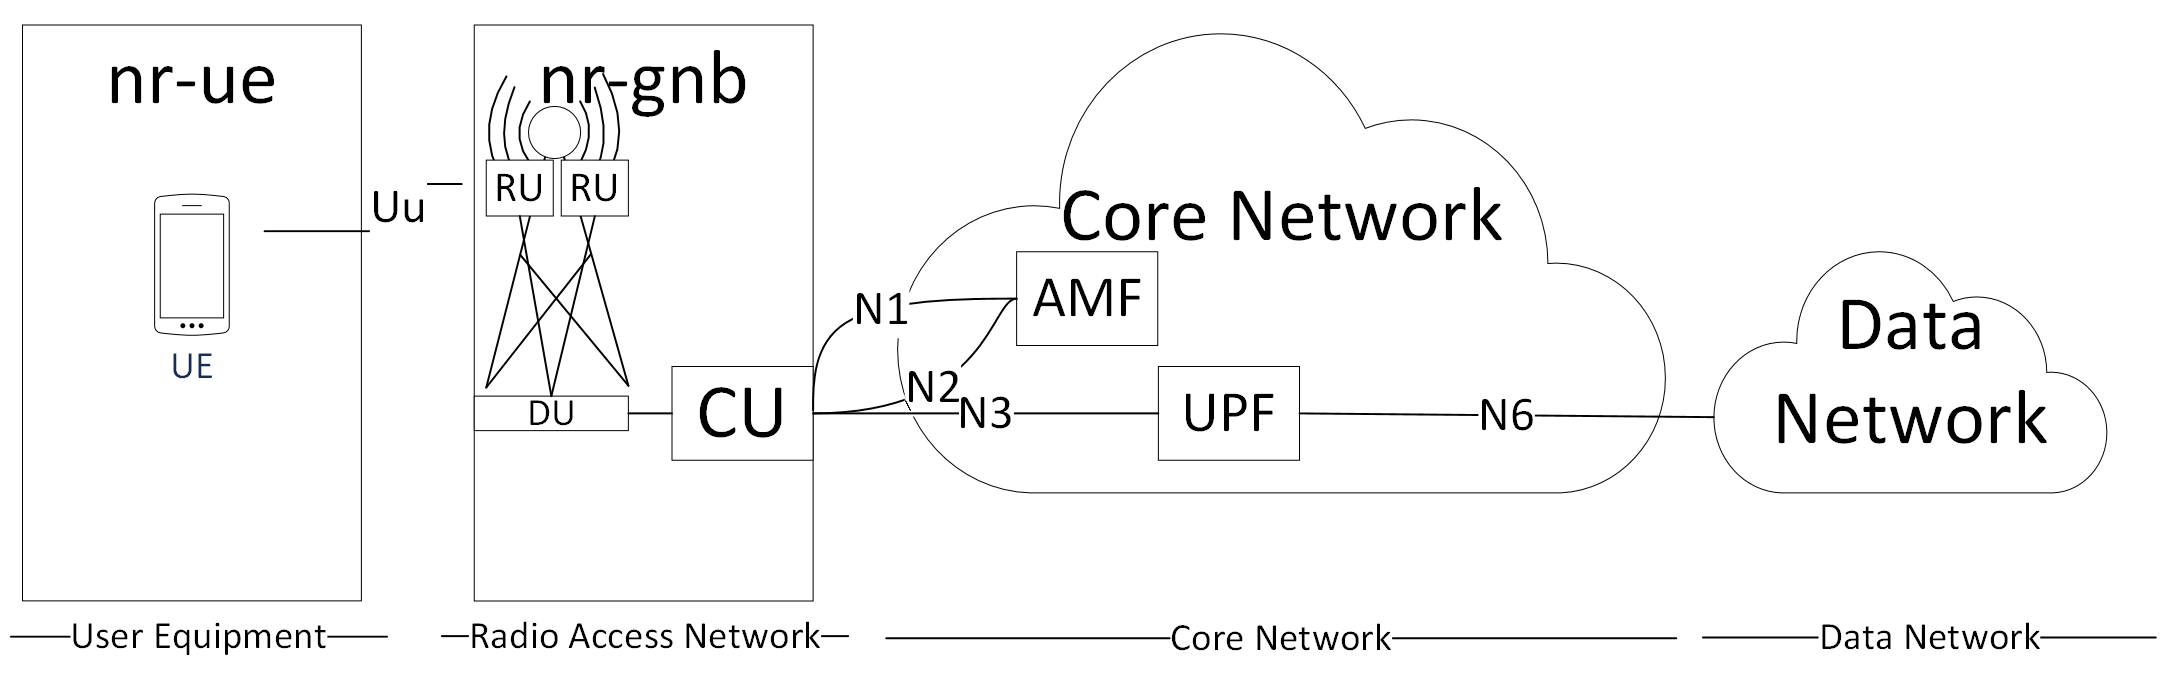 nr-ue
UE
Uu
nr-gnb
RU
RU
DU
CU
N1
N2
N3
Core Network
AMF
UPF
N6
Data
Network
User Equipment
Radio Access Network
Core Network
Data Network